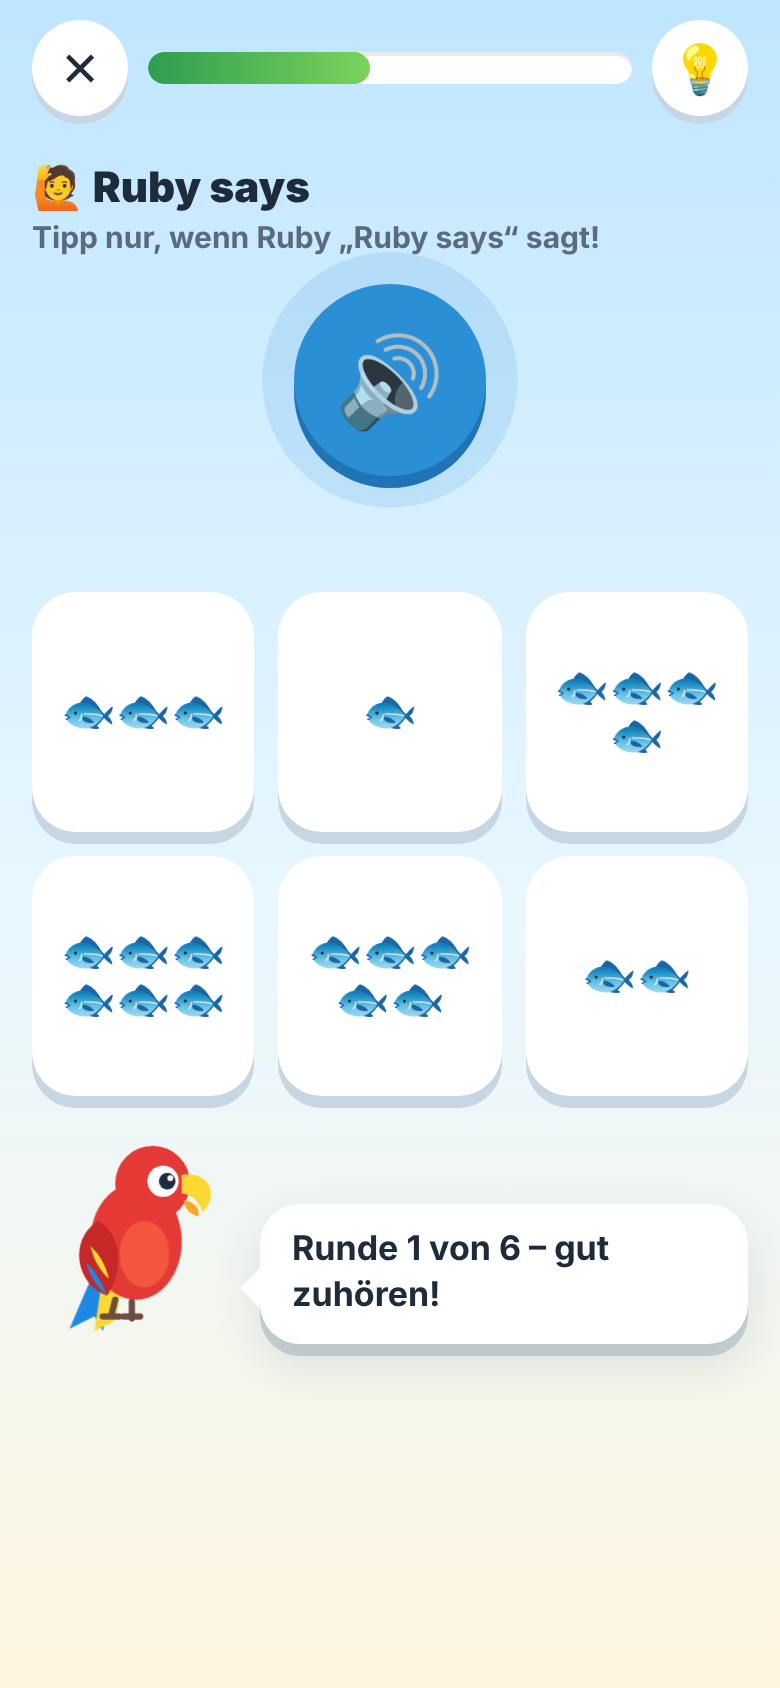 Ruby says
Tipp nur, wenn Ruby „Ruby says“ sagt!
Runde 1 von 6 – gut
zuhören!